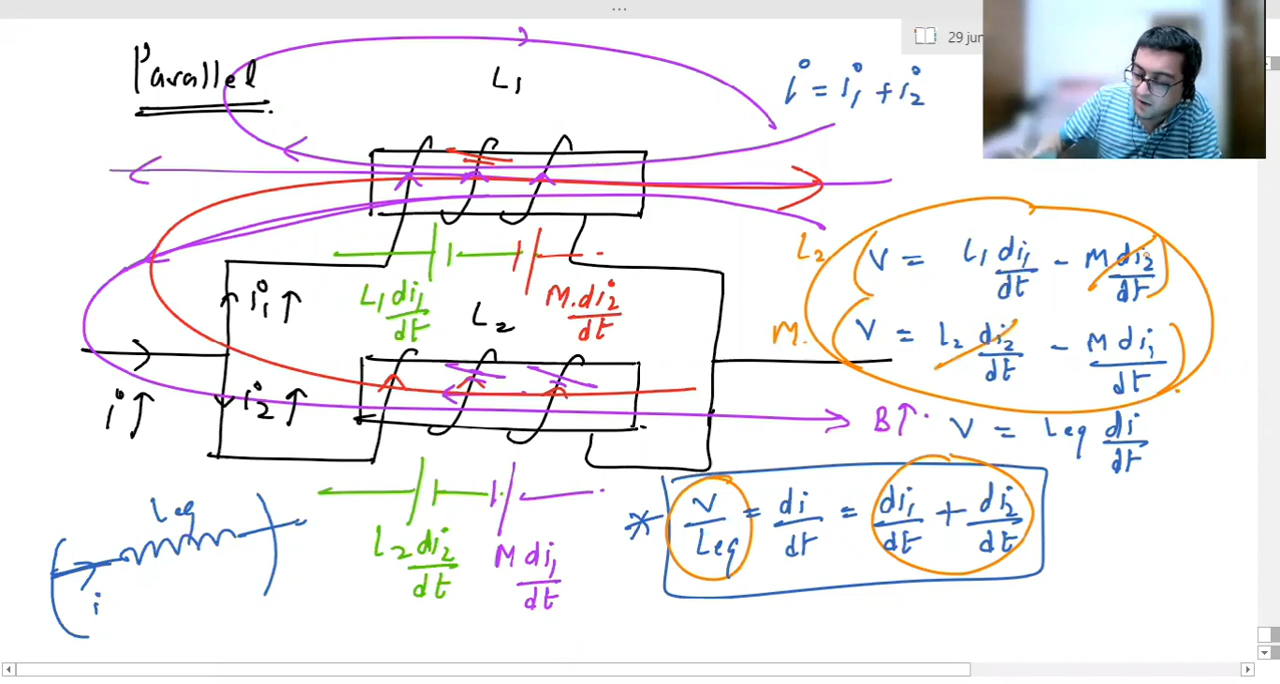 29 jun
Parallel
L₁
i = i₁ + i₂
L₂ V = L₁ di₁/dt - M di₂/dt
i₁ ↑
L₁ di₁/dt
M. di₂/dt
L₂
M. V = L₂ di₂/dt - M di₁/dt
i ↑
i₂ ↑
B↑. V = Leq di/dt
Leq
i
L₂ di₂/dt
M di₁/dt
* V/Leq = di/dt = di₁/dt + di₂/dt